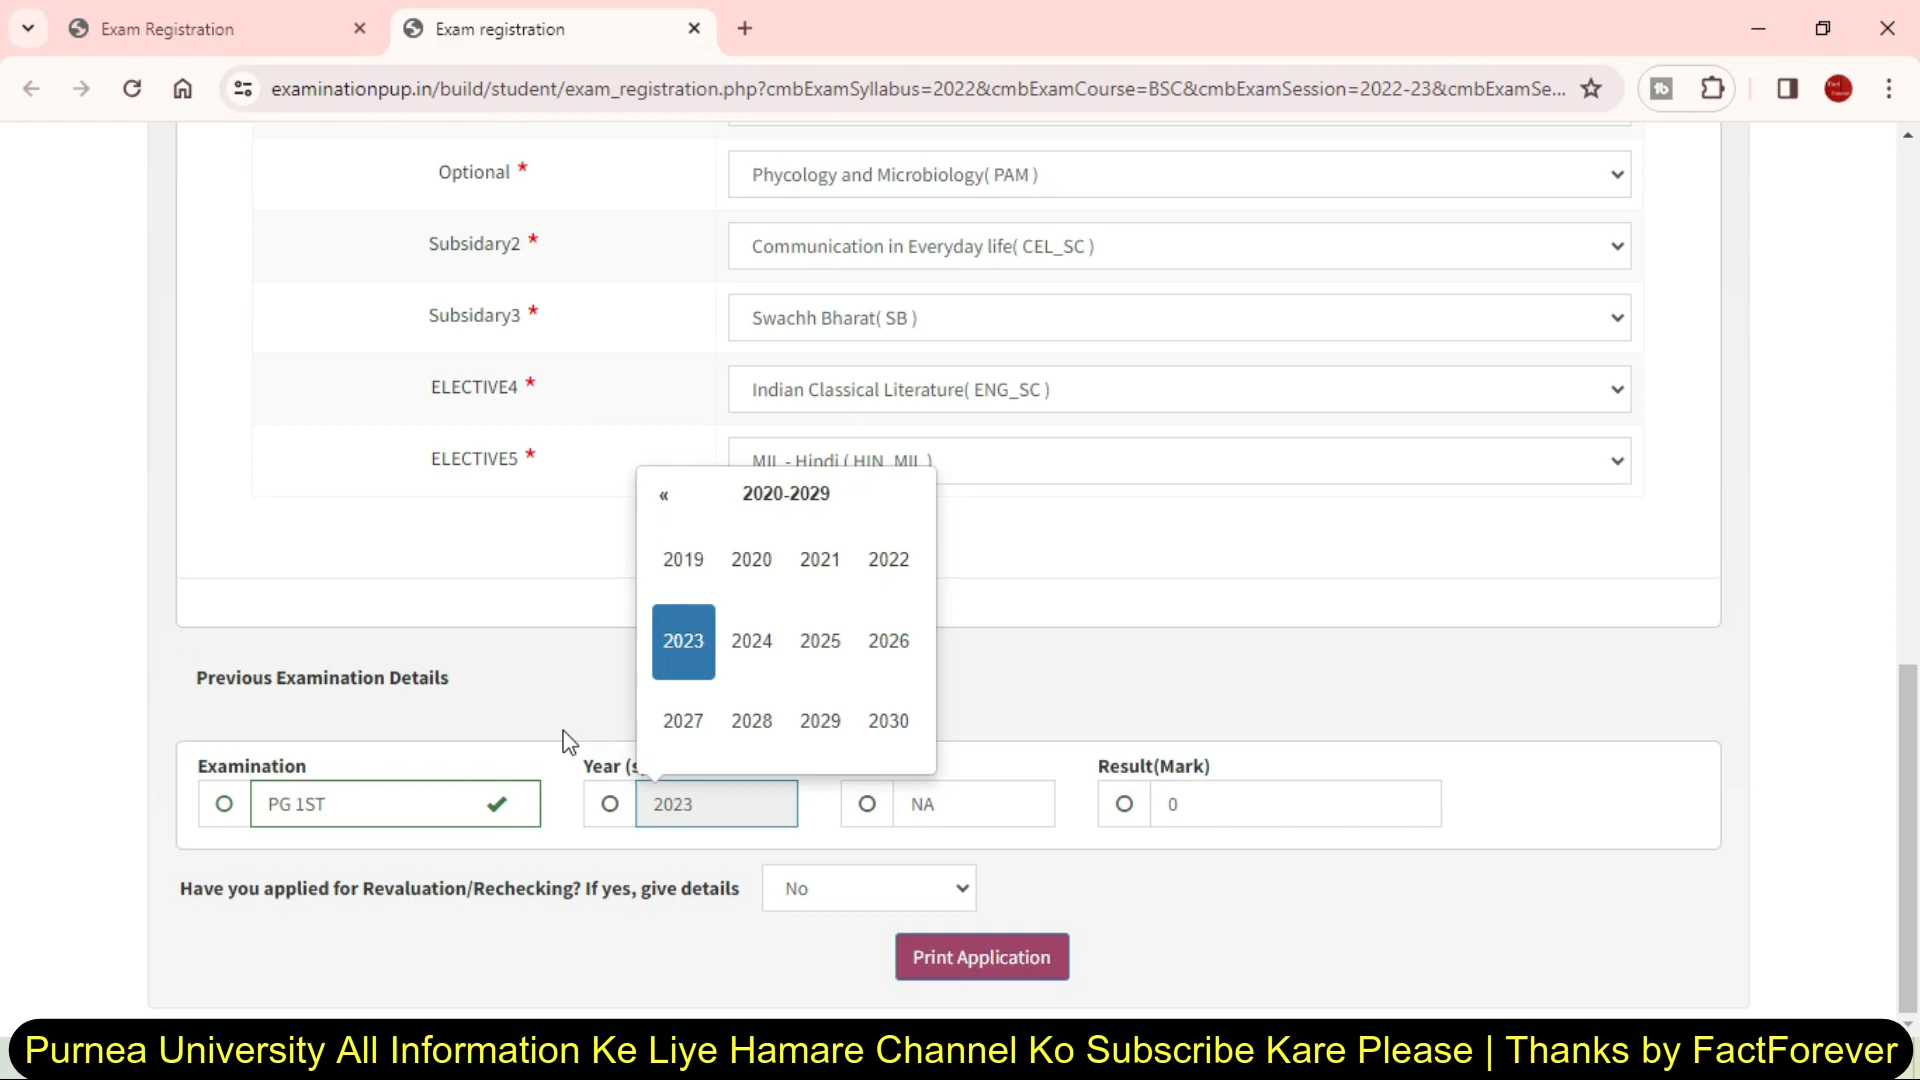 Exam Registration
Exam registration
examinationpup.in/build/student/exam_registration.php?cmbExamSyllabus=2022&cmbExamCourse=BSC&cmbExamSession=2022-23&cmbExamSe...
Optional *
Phycology and Microbiology( PAM )
Subsidary2 *
Communication in Everyday life( CEL_SC )
Subsidary3 *
Swachh Bharat( SB )
ELECTIVE4 *
Indian Classical Literature( ENG_SC )
ELECTIVE5 *
MIL - Hindi ( HIN_MIL )
« 2020-2029
2019 2020 2021 2022
2023 2024 2025 2026
2027 2028 2029 2030
Previous Examination Details
Examination Year (s Result(Mark)
PG 1ST 2023 NA 0
Have you applied for Revaluation/Rechecking? If yes, give details No
Print Application
Purnea University All Information Ke Liye Hamare Channel Ko Subscribe Kare Please | Thanks by FactForever